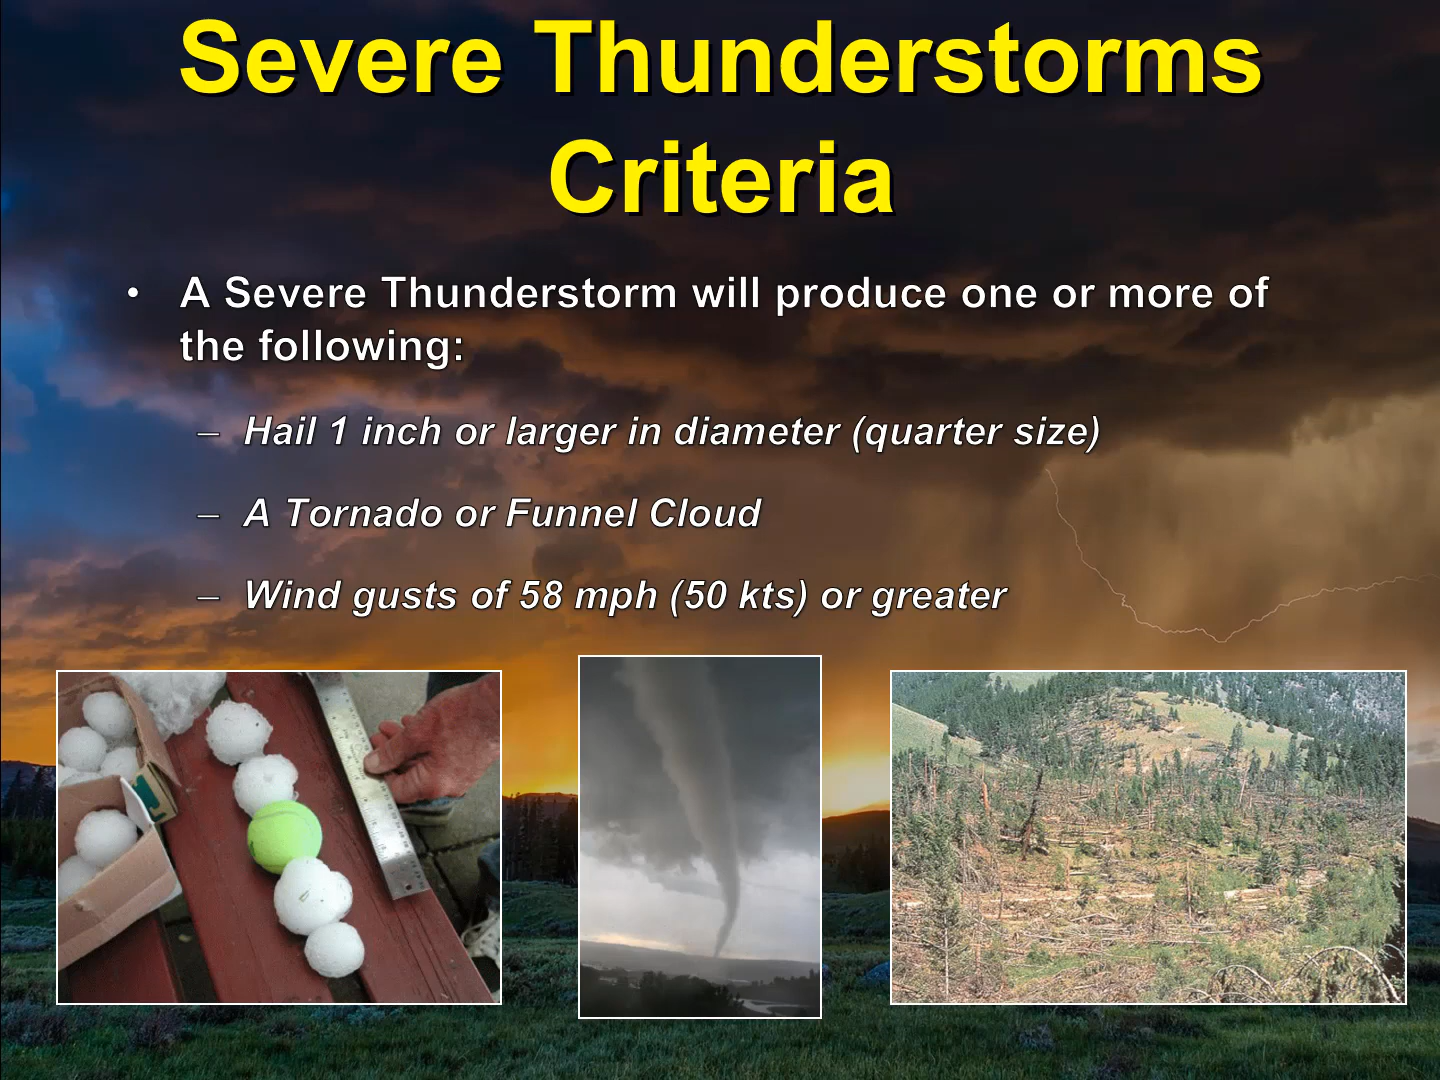 Severe Thunderstorms
Criteria
• A Severe Thunderstorm will produce one or more of
the following:
– Hail 1 inch or larger in diameter (quarter size)
– A Tornado or Funnel Cloud
– Wind gusts of 58 mph (50 kts) or greater